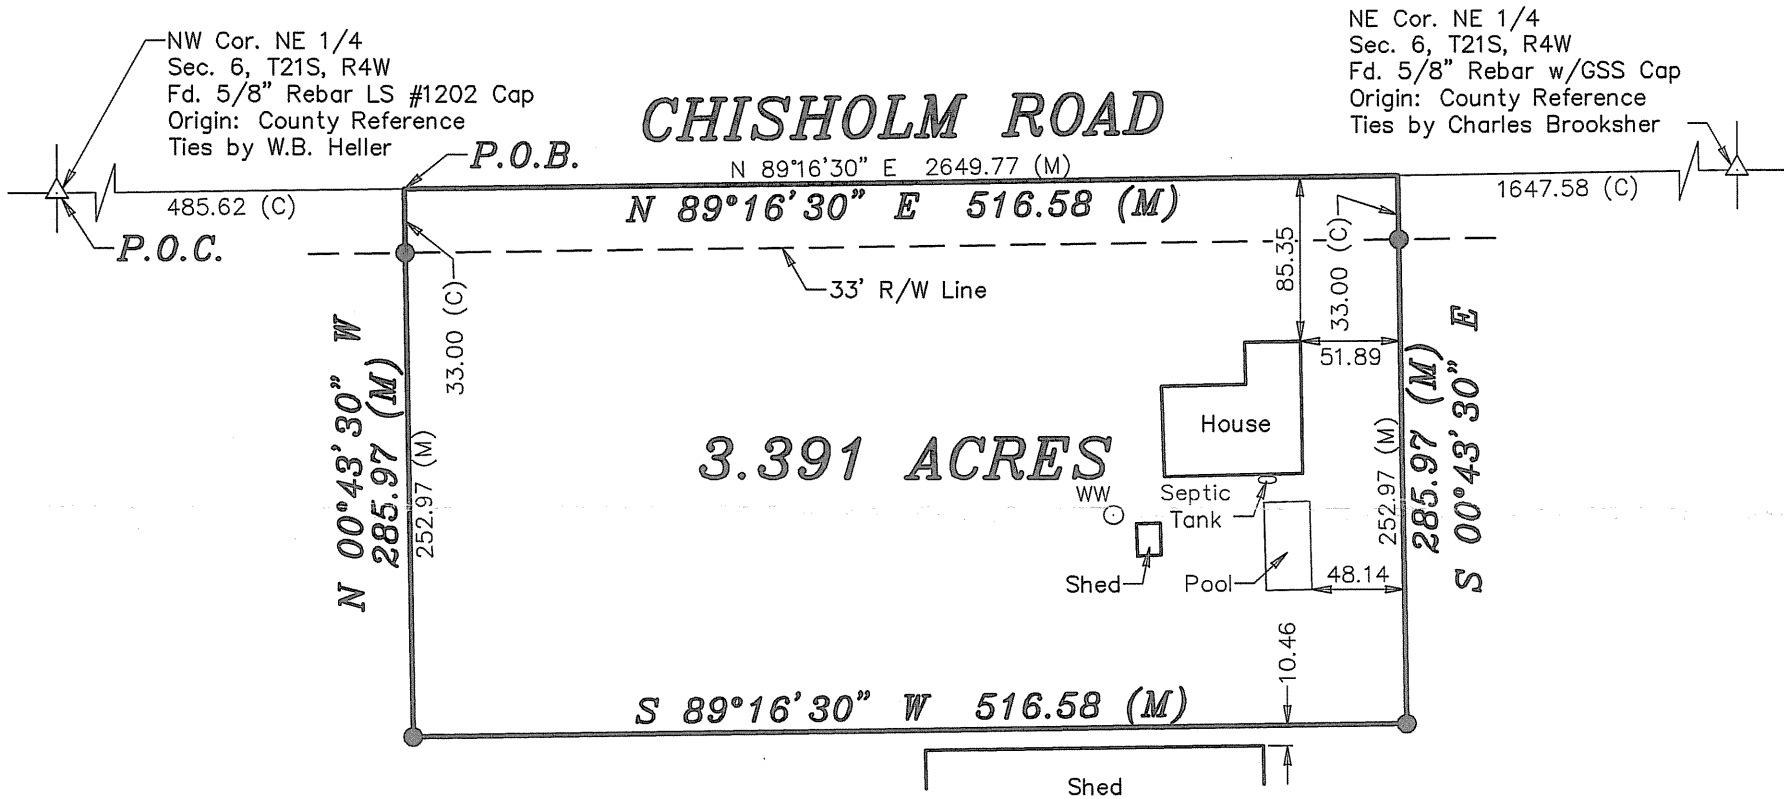 NW Cor. NE 1/4
Sec. 6, T21S, R4W
Fd. 5/8" Rebar LS #1202 Cap
Origin: County Reference
Ties by W.B. Heller
NE Cor. NE 1/4
Sec. 6, T21S, R4W
Fd. 5/8" Rebar w/GSS Cap
Origin: County Reference
Ties by Charles Brooksher
CHISHOLM ROAD
P.O.B.
N 89°16'30" E 2649.77 (M)
485.62 (C)
N 89°16'30" E 516.58 (M)
1647.58 (C)
P.O.C.
33' R/W Line
33.00 (C)
85.35
33.00 (C)
51.89
N 00°43'30" W
285.97 (M)
252.97 (M)
3.391 ACRES
House
252.97 (M)
285.97 (M)
S 00°43'30" E
WW
Septic
Tank
Shed
Pool
48.14
10.46
S 89°16'30" W 516.58 (M)
Shed